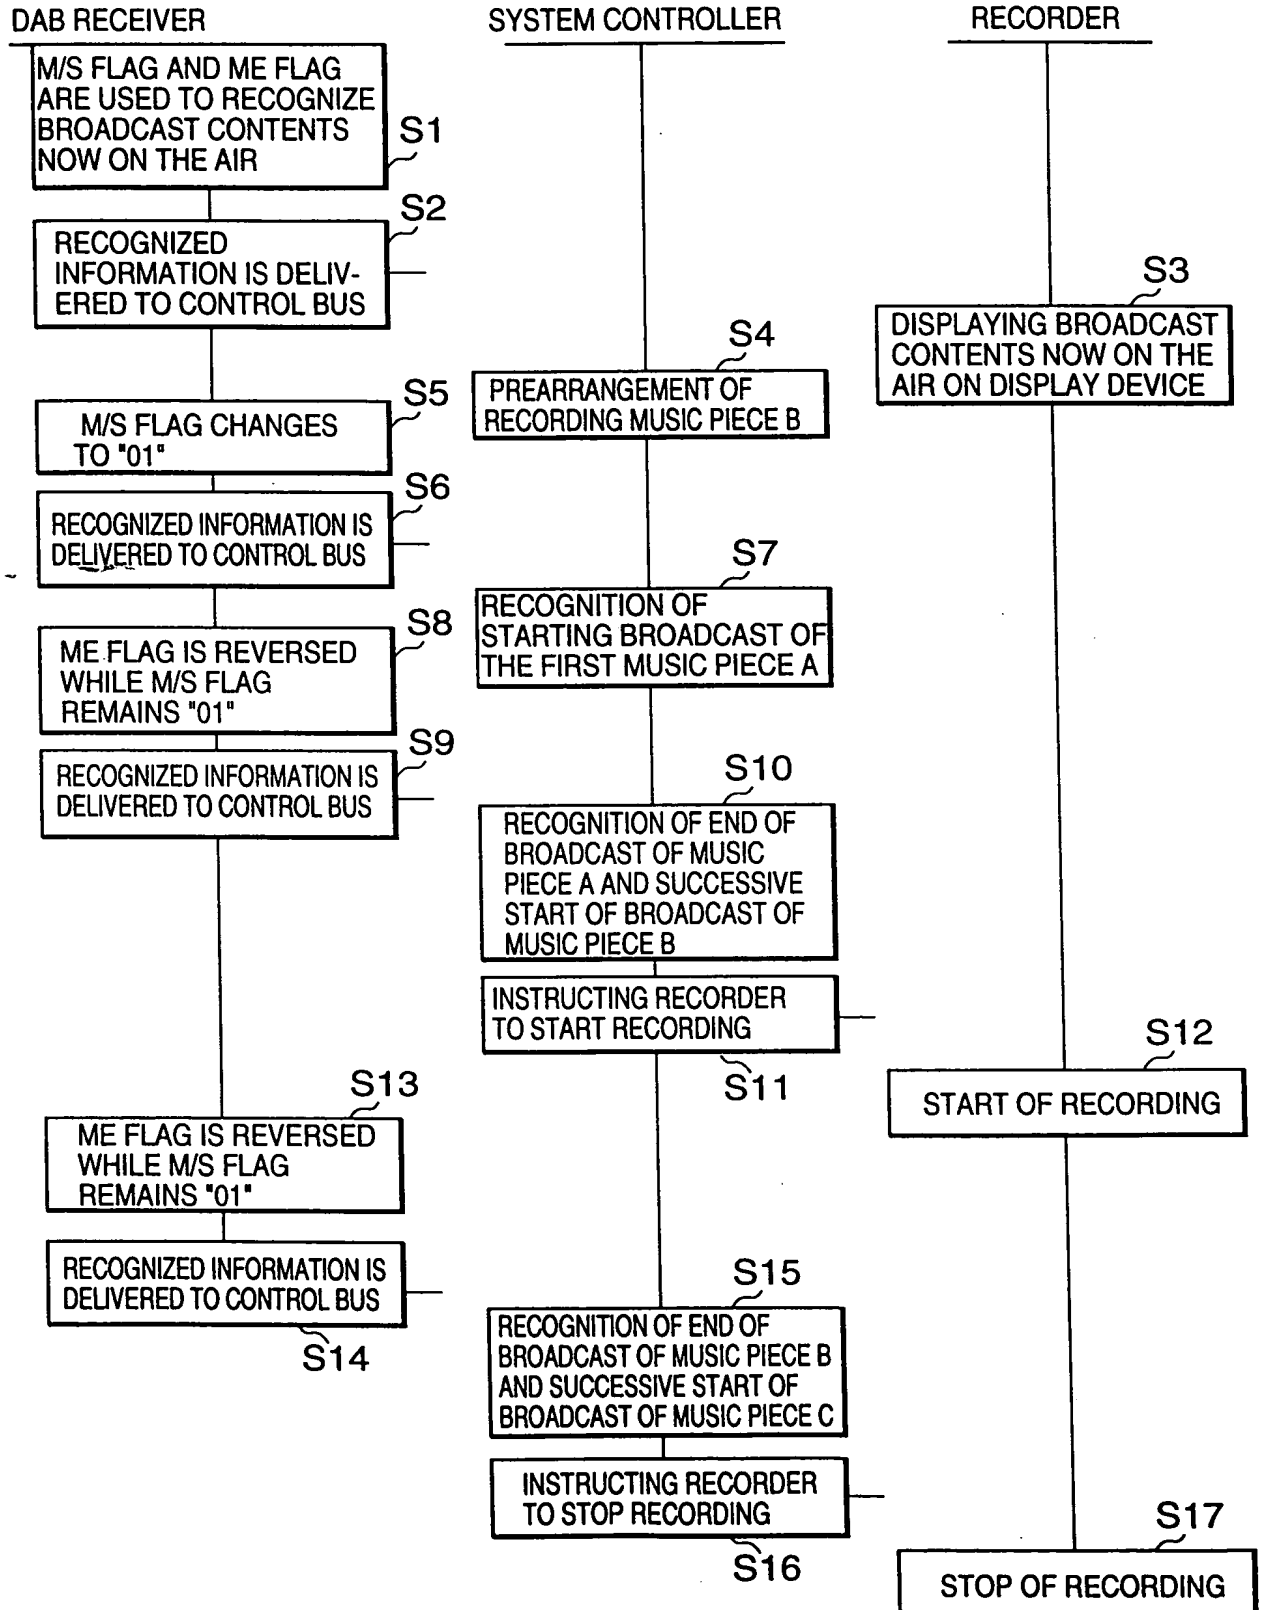 DAB RECEIVER
SYSTEM CONTROLLER
RECORDER
M/S FLAG AND ME FLAG
ARE USED TO RECOGNIZE
BROADCAST CONTENTS
NOW ON THE AIR
S1
S2
RECOGNIZED
INFORMATION IS DELIV-
ERED TO CONTROL BUS
S3
DISPLAYING BROADCAST
CONTENTS NOW ON THE
AIR ON DISPLAY DEVICE
S4
PREARRANGEMENT OF
RECORDING MUSIC PIECE B
S5
M/S FLAG CHANGES
TO "01"
S6
RECOGNIZED INFORMATION IS
DELIVERED TO CONTROL BUS
S7
RECOGNITION OF
STARTING BROADCAST OF
THE FIRST MUSIC PIECE A
S8
ME FLAG IS REVERSED
WHILE M/S FLAG
REMAINS "01"
S9
RECOGNIZED INFORMATION IS
DELIVERED TO CONTROL BUS
S10
RECOGNITION OF END OF
BROADCAST OF MUSIC
PIECE A AND SUCCESSIVE
START OF BROADCAST OF
MUSIC PIECE B
INSTRUCTING RECORDER
TO START RECORDING
S11
S12
START OF RECORDING
S13
ME FLAG IS REVERSED
WHILE M/S FLAG
REMAINS "01"
RECOGNIZED INFORMATION IS
DELIVERED TO CONTROL BUS
S14
S15
RECOGNITION OF END OF
BROADCAST OF MUSIC PIECE B
AND SUCCESSIVE START OF
BROADCAST OF MUSIC PIECE C
INSTRUCTING RECORDER
TO STOP RECORDING
S16
S17
STOP OF RECORDING